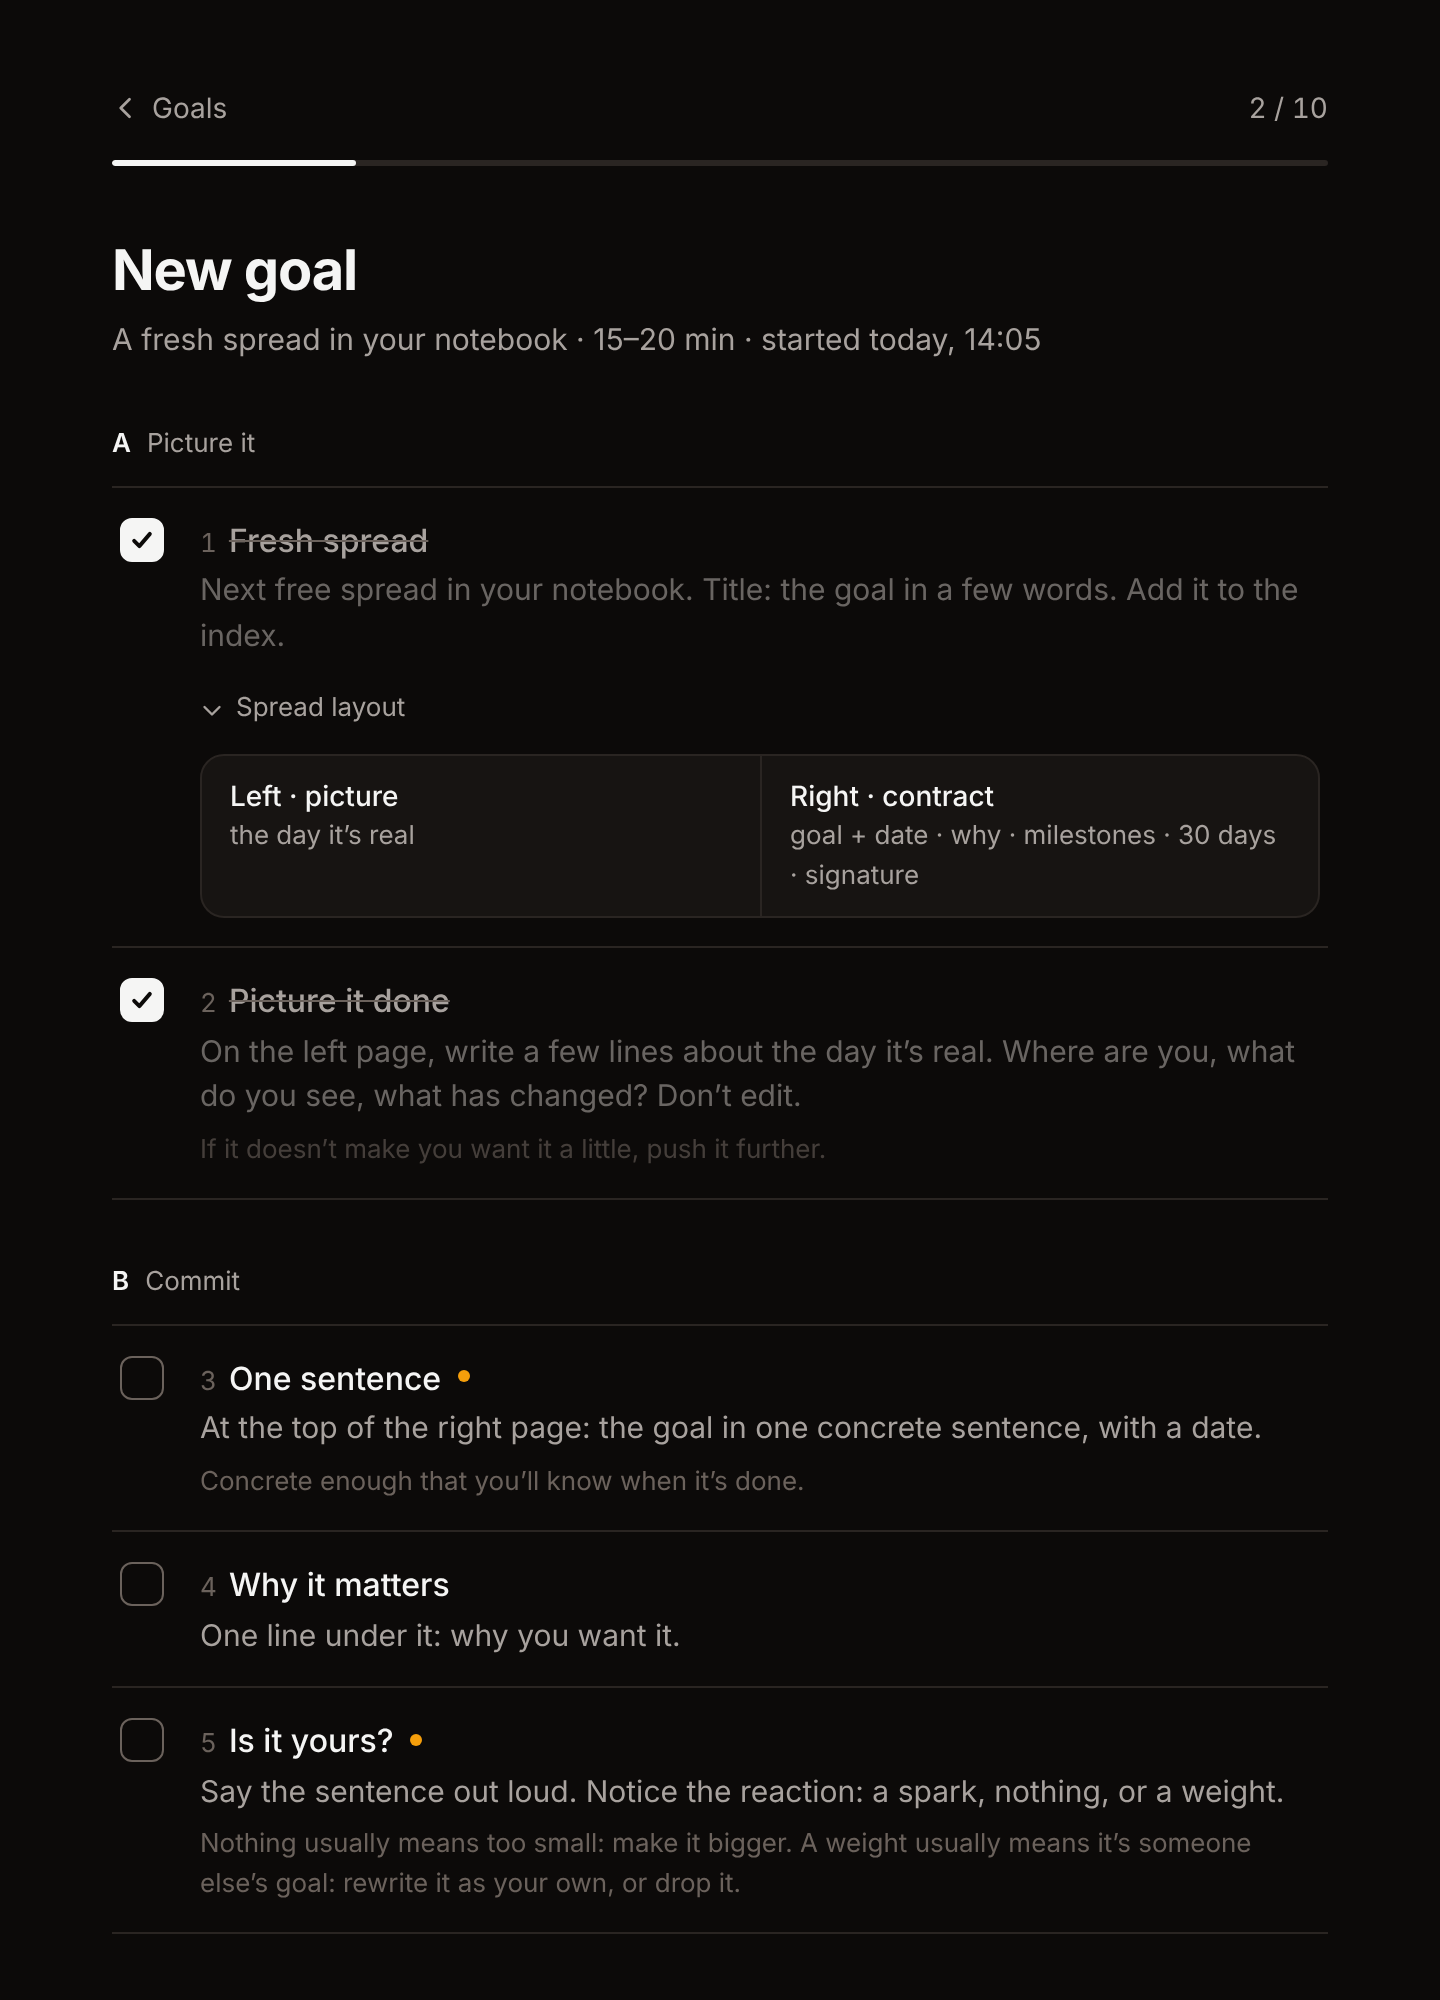 Goals
2 / 10
New goal
A fresh spread in your notebook · 15–20 min · started today, 14:05
A Picture it
1 Fresh spread
Next free spread in your notebook. Title: the goal in a few words. Add it to the
index.
Spread layout
Left · picture
the day it’s real
Right · contract
goal + date · why · milestones · 30 days
· signature
2 Picture it done
On the left page, write a few lines about the day it’s real. Where are you, what
do you see, what has changed? Don’t edit.
If it doesn’t make you want it a little, push it further.
B Commit
3 One sentence
At the top of the right page: the goal in one concrete sentence, with a date.
Concrete enough that you’ll know when it’s done.
4 Why it matters
One line under it: why you want it.
5 Is it yours?
Say the sentence out loud. Notice the reaction: a spark, nothing, or a weight.
Nothing usually means too small: make it bigger. A weight usually means it’s someone
else’s goal: rewrite it as your own, or drop it.